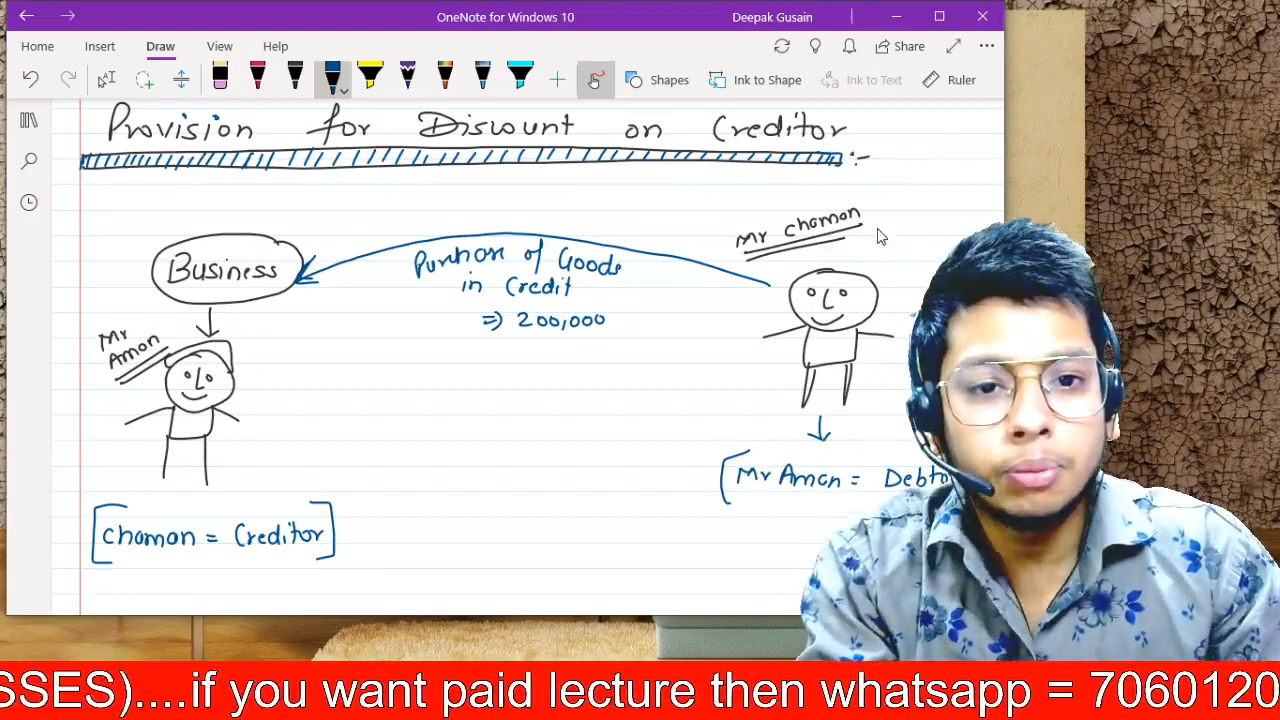 OneNote for Windows 10
Deepak Gusain
Home Insert Draw View Help
Share
Shapes Ink to Shape Ink to Text Ruler
Provision for Discount on Creditor :-
Mr chaman
Business
Purchase of Goods
in Credit
=> 200,000
Mr
Aman
[Mr Aman = Debto
[chaman = Creditor]
SSES)....if you want paid lecture then whatsapp = 7060120